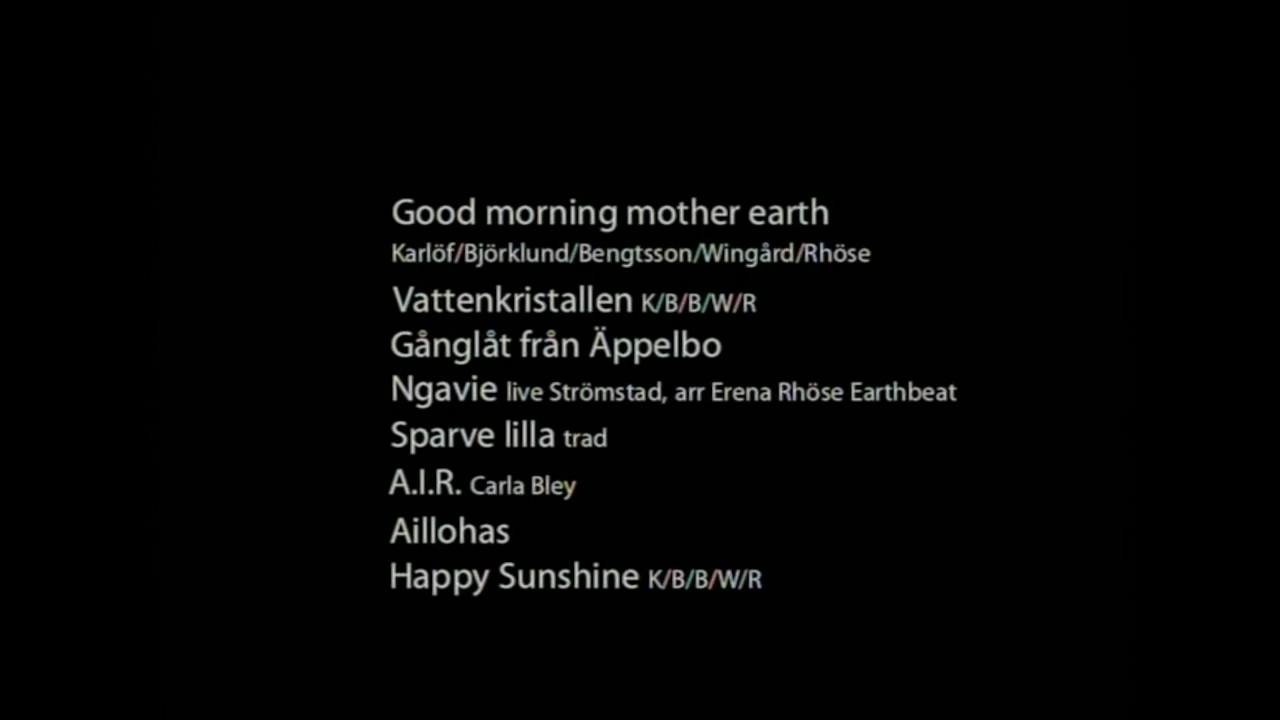 Good morning mother earth
Karlöf/Björklund/Bengtsson/Wingård/Rhöse
Vattenkristallen K/B/B/W/R
Gånglåt från Äppelbo
Ngavie live Strömstad, arr Erena Rhöse Earthbeat
Sparve lilla trad
A.I.R. Carla Bley
Aillohas
Happy Sunshine K/B/B/W/R